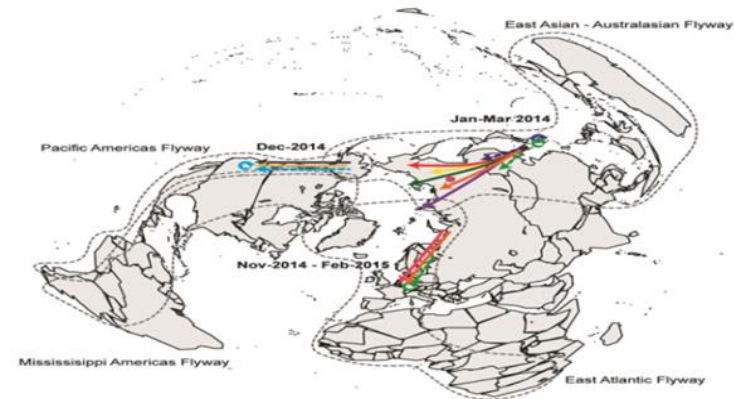 East Asian - Australasian Flyway
Jan-Mar 2014
Pacific Americas Flyway
Dec-2014
Nov-2014 - Feb-2015
Mississisippi Americas Flyway
East Atlantic Flyway